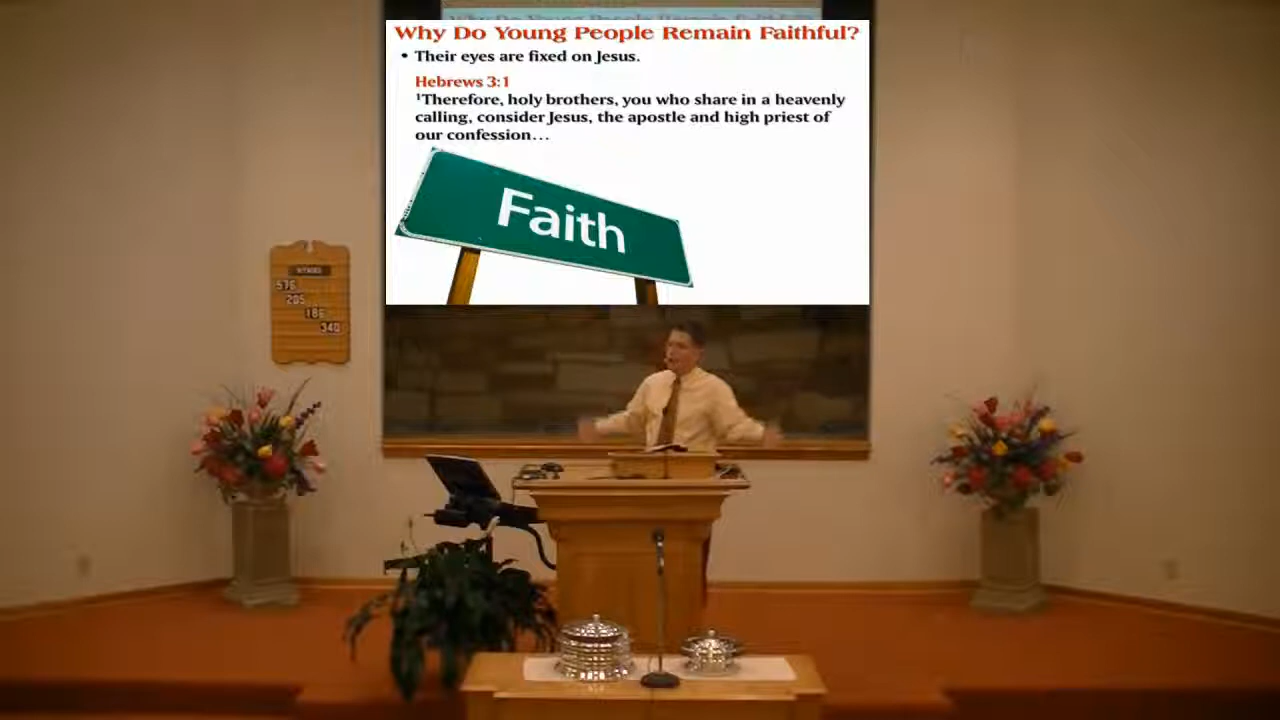 Why Do Young People Remain Faithful?
• Their eyes are fixed on Jesus.
Hebrews 3:1
¹Therefore, holy brothers, you who share in a heavenly
calling, consider Jesus, the apostle and high priest of
our confession…
Faith
HYMNS
576
205
186
340